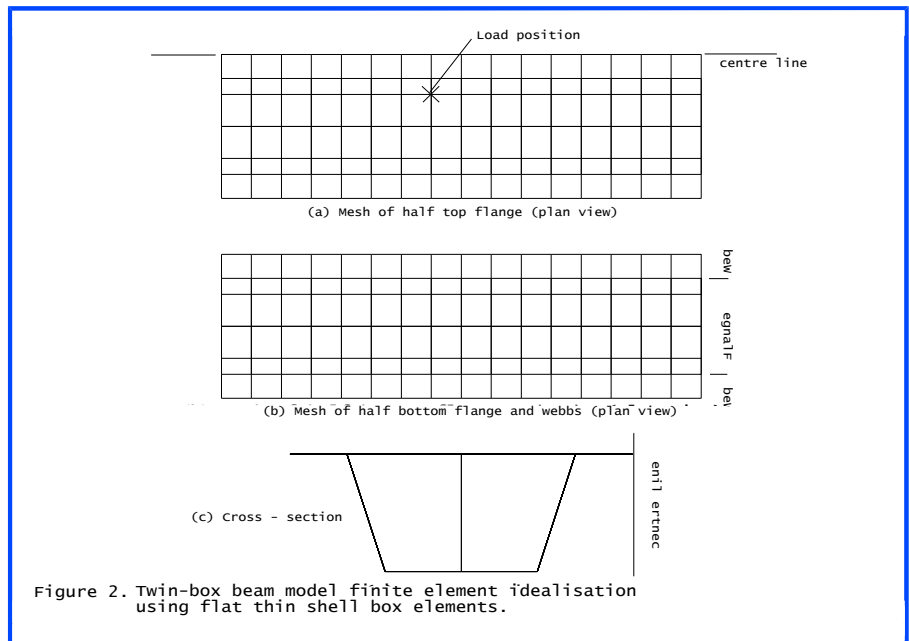 Load position
centre line
(a) Mesh of half top flange (plan view)
bew
egnalF
bew
(b) Mesh of half bottom flange and webbs (plan view)
enil ertnec
(c) Cross - section
Figure 2. Twin-box beam model finite element idealisation
using flat thin shell box elements.